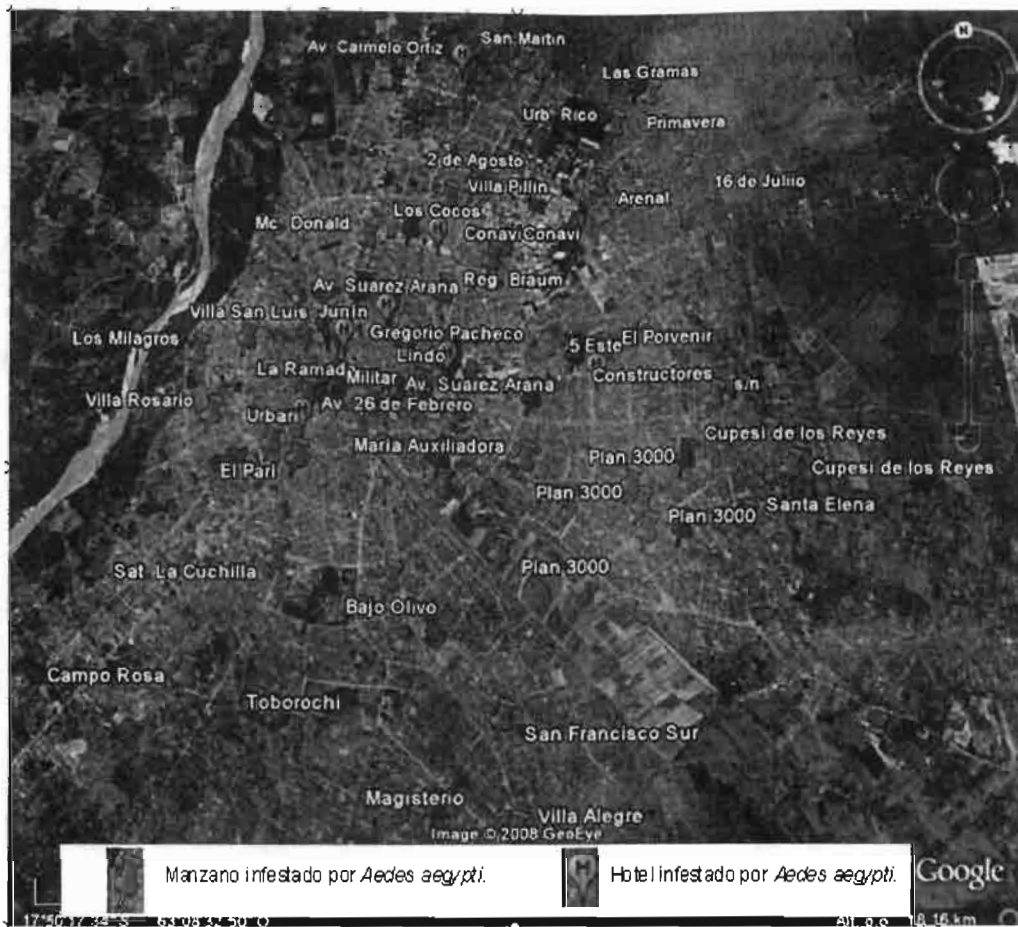 N
San Martin
Av Carmelo Ortiz
Las Gramas
Urb Rico
Primavera
2 de Agosto
Villa Pillin
16 de Juliio
Arenal
Los Cocos
Mc Donald
Conavi Conavi
Av Suarez Arana
Reg Braum
Villa San Luis
Junin
Gregorio Pacheco
Los Milagros
5 Este
El Porvenir
Lindo
La Ramad
Militar
Av. Suarez Arana
Constructores
s/n
Villa Rosario
Urbari
Av 26 de Febrero
Cupesi de los Reyes
Maria Auxiliadora
Plan 3000
Cupesi de los Reyes
El Pari
Plan 3000
Santa Elena
Plan 3000
Plan 3000
Sat La Cuchilla
Bajo Olivo
Campo Rosa
Toborochi
San Francisco Sur
Magisterio
Villa Alegre
Image © 2008 GeoEye
Manzano infestado por Aedes aegypti.
H
Hotel infestado por Aedes aegypti.
Google
18.16 km